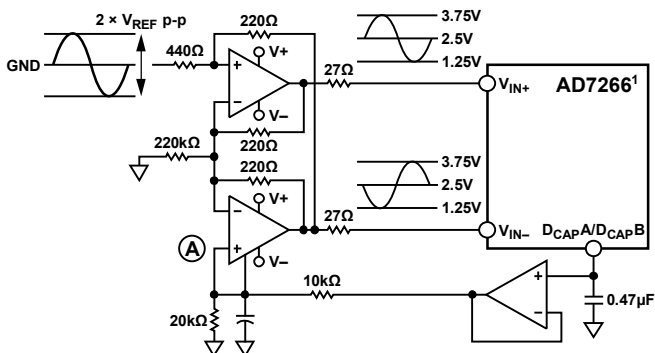 2 × VREF p-p
GND
440Ω
220Ω
V+
+
–
V–
27Ω
3.75V
2.5V
1.25V
VIN+
AD7266¹
220kΩ
220Ω
220Ω
V+
–
+
V–
A
27Ω
3.75V
2.5V
1.25V
VIN–
DCAPA/DCAPB
10kΩ
20kΩ
+
–
0.47µF